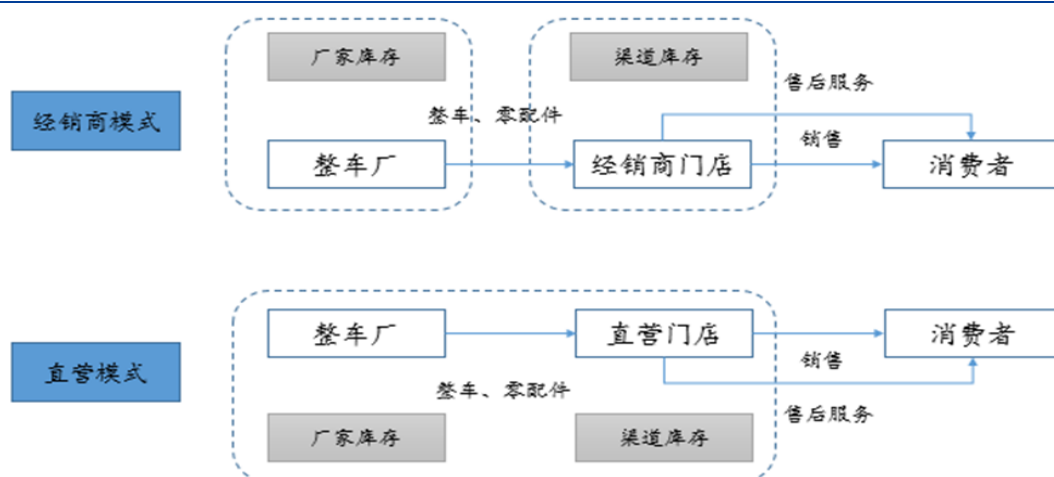 厂家库存
渠道库存
售后服务
经销商模式
整车、零配件
销售
整车厂
经销商门店
消费者
整车厂
直营门店
消费者
销售
直营模式
整车、零配件
售后服务
厂家库存
渠道库存